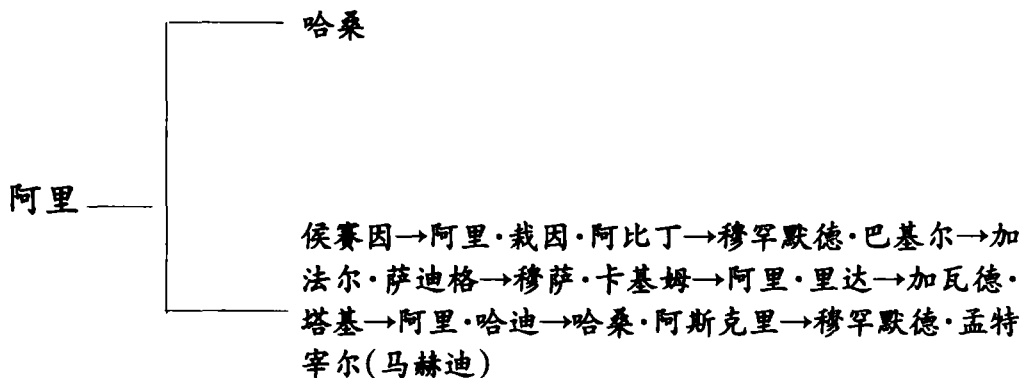 哈桑
阿里
侯赛因→阿里·栽因·阿比丁→穆罕默德·巴基尔→加
法尔·萨迪格→穆萨·卡基姆→阿里·里达→加瓦德·
塔基→阿里·哈迪→哈桑·阿斯克里→穆罕默德·孟特
宰尔(马赫迪)